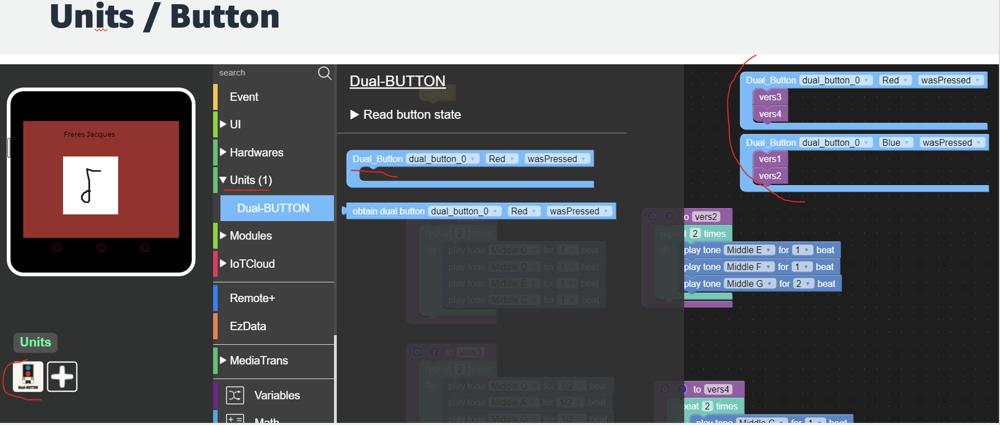 Units / Button
search
Event
UI
Hardwares
Units (1)
Dual-BUTTON
Modules
IoTCloud
Remote+
EzData
MediaTrans
Variables
Math
Freres Jacques
Units
Dual-BUTTON
Dual-BUTTON
Setup
Read button state
Dual_Button dual_button_0 Red wasPressed
obtain dual button dual_button_0 Red wasPressed
repeat 2 times
do play tone Middle C for 1 beat
play tone Middle D for 1 beat
play tone Middle E for 1 beat
play tone Middle C for 1 beat
? to vers3
repeat 2 times
do play tone Middle G for 1/2 beat
play tone Middle A for 1/2 beat
play tone Middle G for 1/2 beat
Dual_Button dual_button_0 Red wasPressed
vers3
vers4
Dual_Button dual_button_0 Blue wasPressed
vers1
vers2
? to vers2
repeat 2 times
do play tone Middle E for 1 beat
play tone Middle F for 1 beat
play tone Middle G for 2 beat
? to vers4
repeat 2 times
play tone Middle C for 1 beat